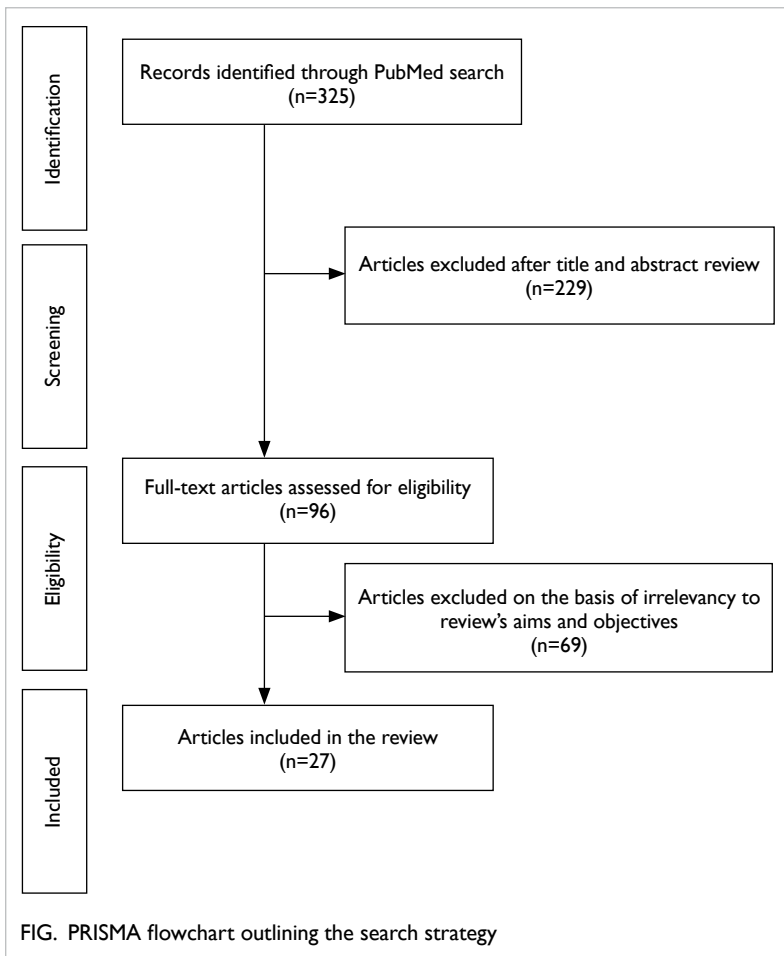 Identification
Records identified through PubMed search
(n=325)
Screening
Articles excluded after title and abstract review
(n=229)
Eligibility
Full-text articles assessed for eligibility
(n=96)
Articles excluded on the basis of irrelevancy to
review's aims and objectives
(n=69)
Included
Articles included in the review
(n=27)
FIG. PRISMA flowchart outlining the search strategy